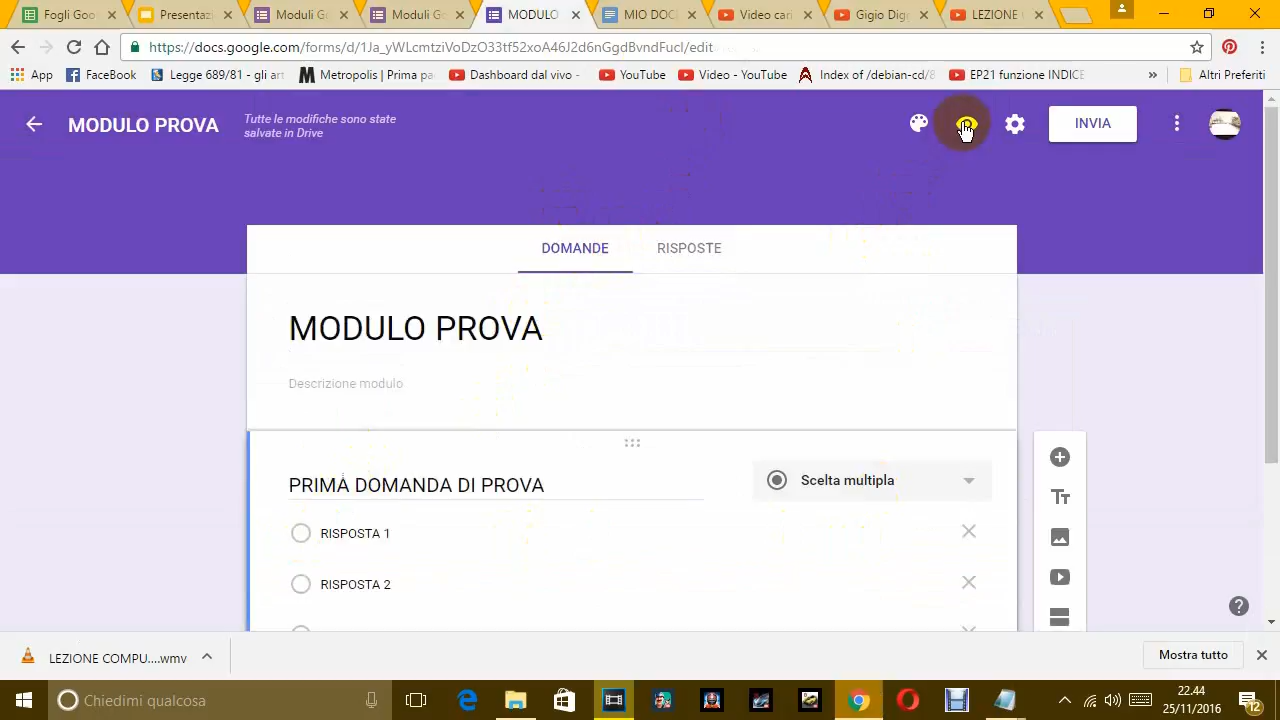 Fogli Goo
Presentazi
Moduli Go
Moduli Go
MODULO
MIO DOC
Video cari
Gigio Digi
LEZIONE
https://docs.google.com/forms/d/1Ja_yWLcmtziVoDzO33tf52xoA46J2d6nGgdBvndFucI/edit
App
FaceBook
Legge 689/81 - gli art
Metropolis | Prima pa
Dashboard dal vivo -
YouTube
Video - YouTube
Index of /debian-cd/8
EP21 funzione INDICE
»
Altri Preferiti
MODULO PROVA
Tutte le modifiche sono state
salvate in Drive
INVIA
DOMANDE
RISPOSTE
MODULO PROVA
Descrizione modulo
PRIMA DOMANDA DI PROVA
Scelta multipla
RISPOSTA 1
RISPOSTA 2
LEZIONE COMPU....wmv
Mostra tutto
Chiedimi qualcosa
22.44
25/11/2016
12